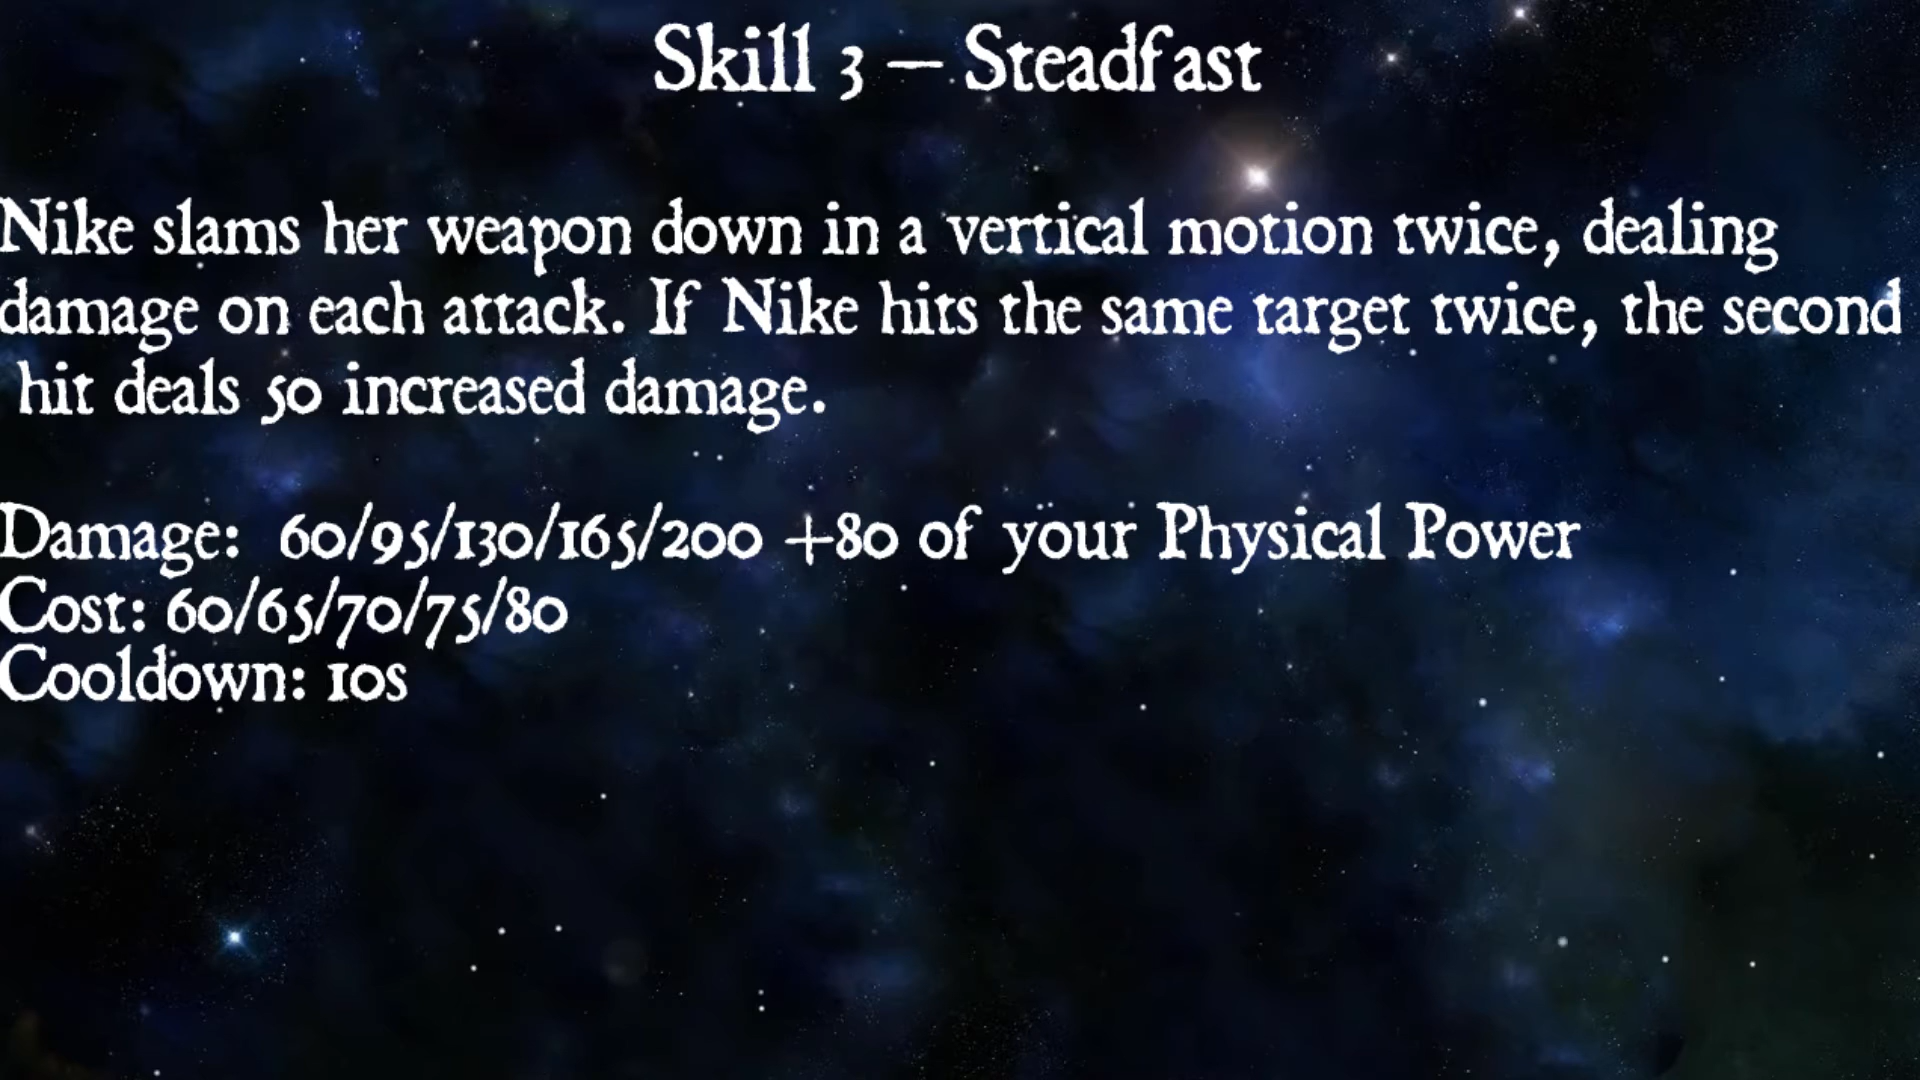 Skill 3 – Steadfast
Nike slams her weapon down in a vertical motion twice, dealing
damage on each attack. If Nike hits the same target twice, the second
hit deals 50 increased damage.
Damage: 60/95/130/165/200 +80 of your Physical Power
Cost: 60/65/70/75/80
Cooldown: 10s